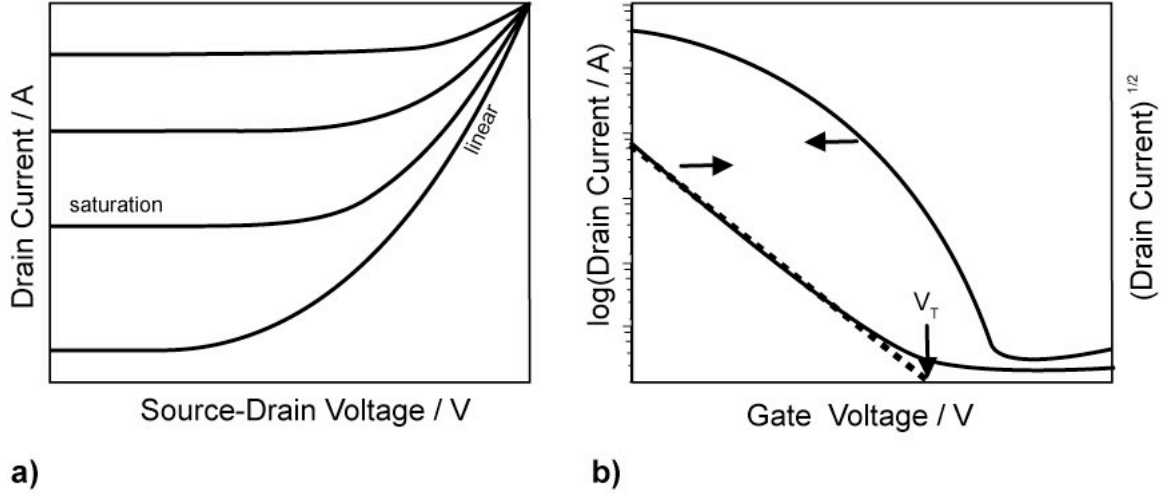 Drain Current / A
saturation
linear
Source-Drain Voltage / V
a)
log(Drain Current / A)
V_T
(Drain Current)^1/2
Gate Voltage / V
b)